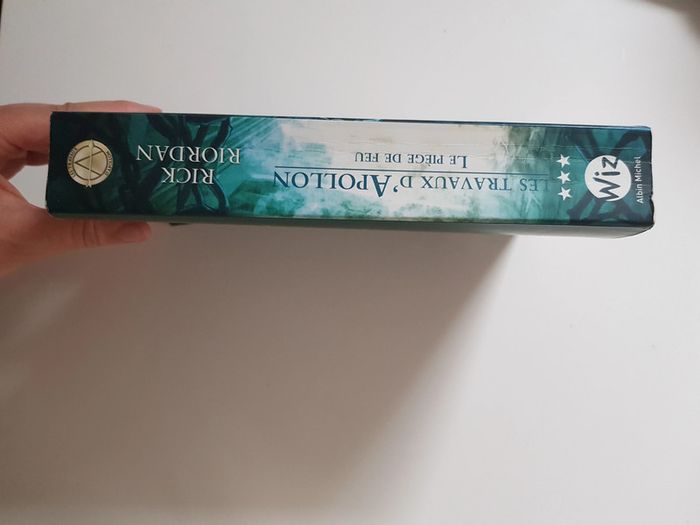 RICK
RIORDAN
LES TRAVAUX D'APOLLON
LE PIÈGE DE FEU
Wiz
Albin Michel